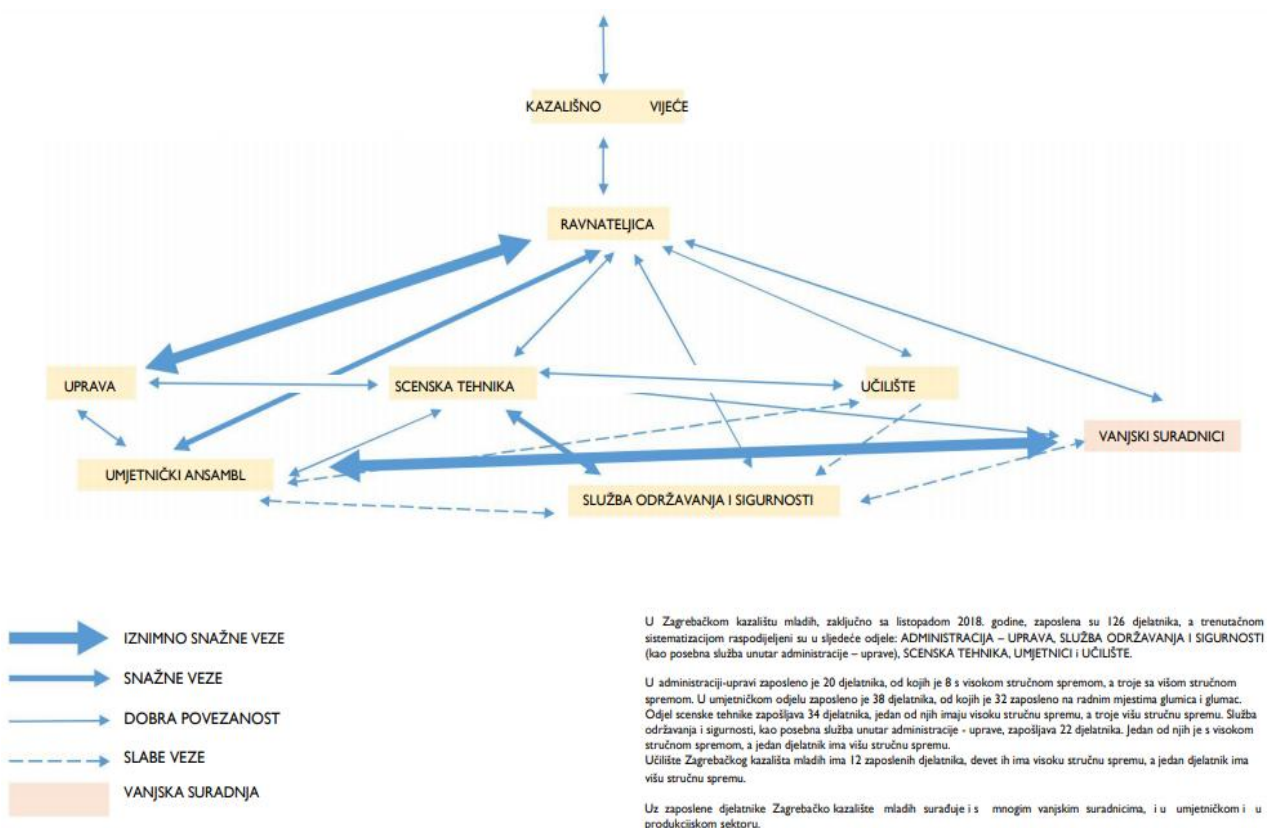 KAZALIŠNO VIJEĆE
RAVNATELJICA
UPRAVA
SCENSKA TEHNIKA
UČILIŠTE
VANJSKI SURADNICI
UMJETNIČKI ANSAMBL
SLUŽBA ODRŽAVANJA I SIGURNOSTI
IZNIMNO SNAŽNE VEZE
SNAŽNE VEZE
DOBRA POVEZANOST
SLABE VEZE
VANJSKA SURADNJA
U Zagrebačkom kazalištu mladih, zaključno sa listopadom 2018. godine, zaposlena su 126 djelatnika, a trenutačnom
sistematizacijom raspodijeljeni su u sljedeće odjele: ADMINISTRACIJA – UPRAVA, SLUŽBA ODRŽAVANJA I SIGURNOSTI
(kao posebna služba unutar administracije – uprave), SCENSKA TEHNIKA, UMJETNICI i UČILIŠTE.
U administraciji-upravi zaposleno je 20 djelatnika, od kojih je 8 s visokom stručnom spremom, a troje sa višom stručnom
spremom. U umjetničkom odjelu zaposleno je 38 djelatnika, od kojih je 32 zaposleno na radnim mjestima glumica i glumac.
Odjel scenske tehnike zapošljava 34 djelatnika, jedan od njih imaju visoku stručnu spremu, a troje višu stručnu spremu. Služba
održavanja i sigurnosti, kao posebna služba unutar administracije - uprave, zapošljava 22 djelatnika. Jedan od njih je s visokom
stručnom spremom, a jedan djelatnik ima višu stručnu spremu.
Učilište Zagrebačkog kazališta mladih ima 12 zaposlenih djelatnika, devet ih ima visoku stručnu spremu, a jedan djelatnik ima
višu stručnu spremu.
Uz zaposlene djelatnike Zagrebačko kazalište mladih surađuje i s mnogim vanjskim suradnicima, i u umjetničkom i u
produkcijskom sektoru.